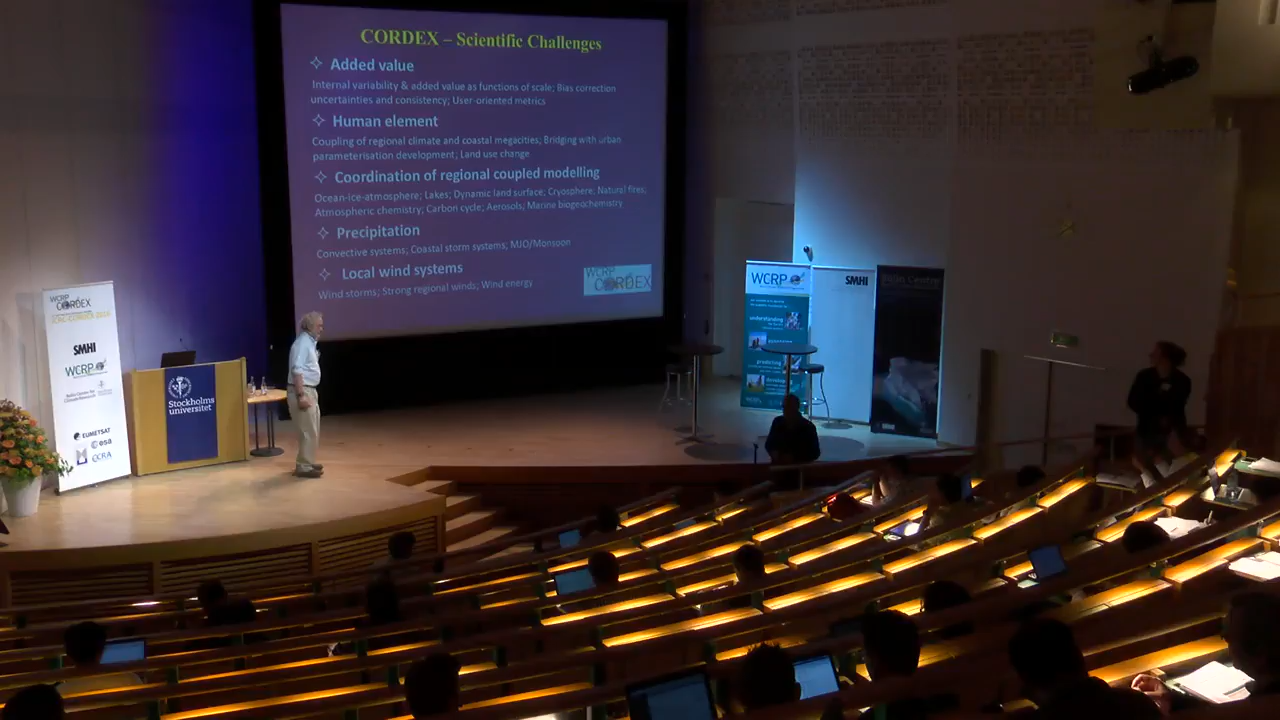 CORDEX – Scientific Challenges
Added value
Internal variability & added value as functions of scale; Bias correction
uncertainties and consistency; User-oriented metrics
Human element
Coupling of regional climate and coastal megacities; Bridging with urban
parameterisation development; Land use change
Coordination of regional coupled modelling
Ocean-ice-atmosphere; Lakes; Dynamic land surface; Cryosphere; Natural fires;
Atmospheric chemistry; Carbon cycle; Aerosols; Marine biogeochemistry
Precipitation
Convective systems; Coastal storm systems; MJO/Monsoon
Local wind systems
Wind storms; Strong regional winds; Wind energy
WCRP
CORDEX
WCRP
CORDEX
SMHI
WCRP
EUMETSAT
esa
Stockholms
universitet
WCRP
understanding
predicting
SMHI